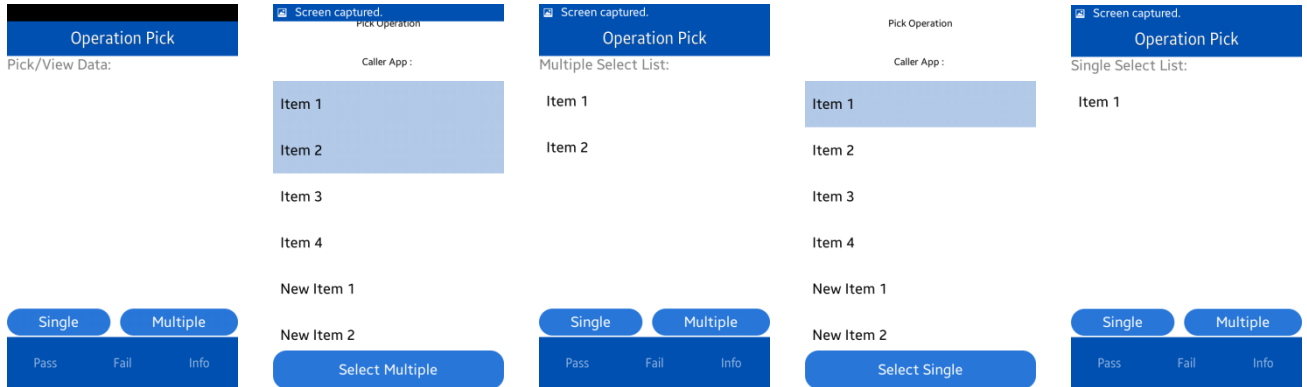 Operation Pick
Pick/View Data:
Single Multiple
Pass Fail Info
Screen captured.
Pick Operation
Caller App :
Item 1
Item 2
Item 3
Item 4
New Item 1
New Item 2
Select Multiple
Screen captured.
Operation Pick
Multiple Select List:
Item 1
Item 2
Single Multiple
Pass Fail Info
Pick Operation
Caller App :
Item 1
Item 2
Item 3
Item 4
New Item 1
New Item 2
Select Single
Screen captured.
Operation Pick
Single Select List:
Item 1
Single Multiple
Pass Fail Info